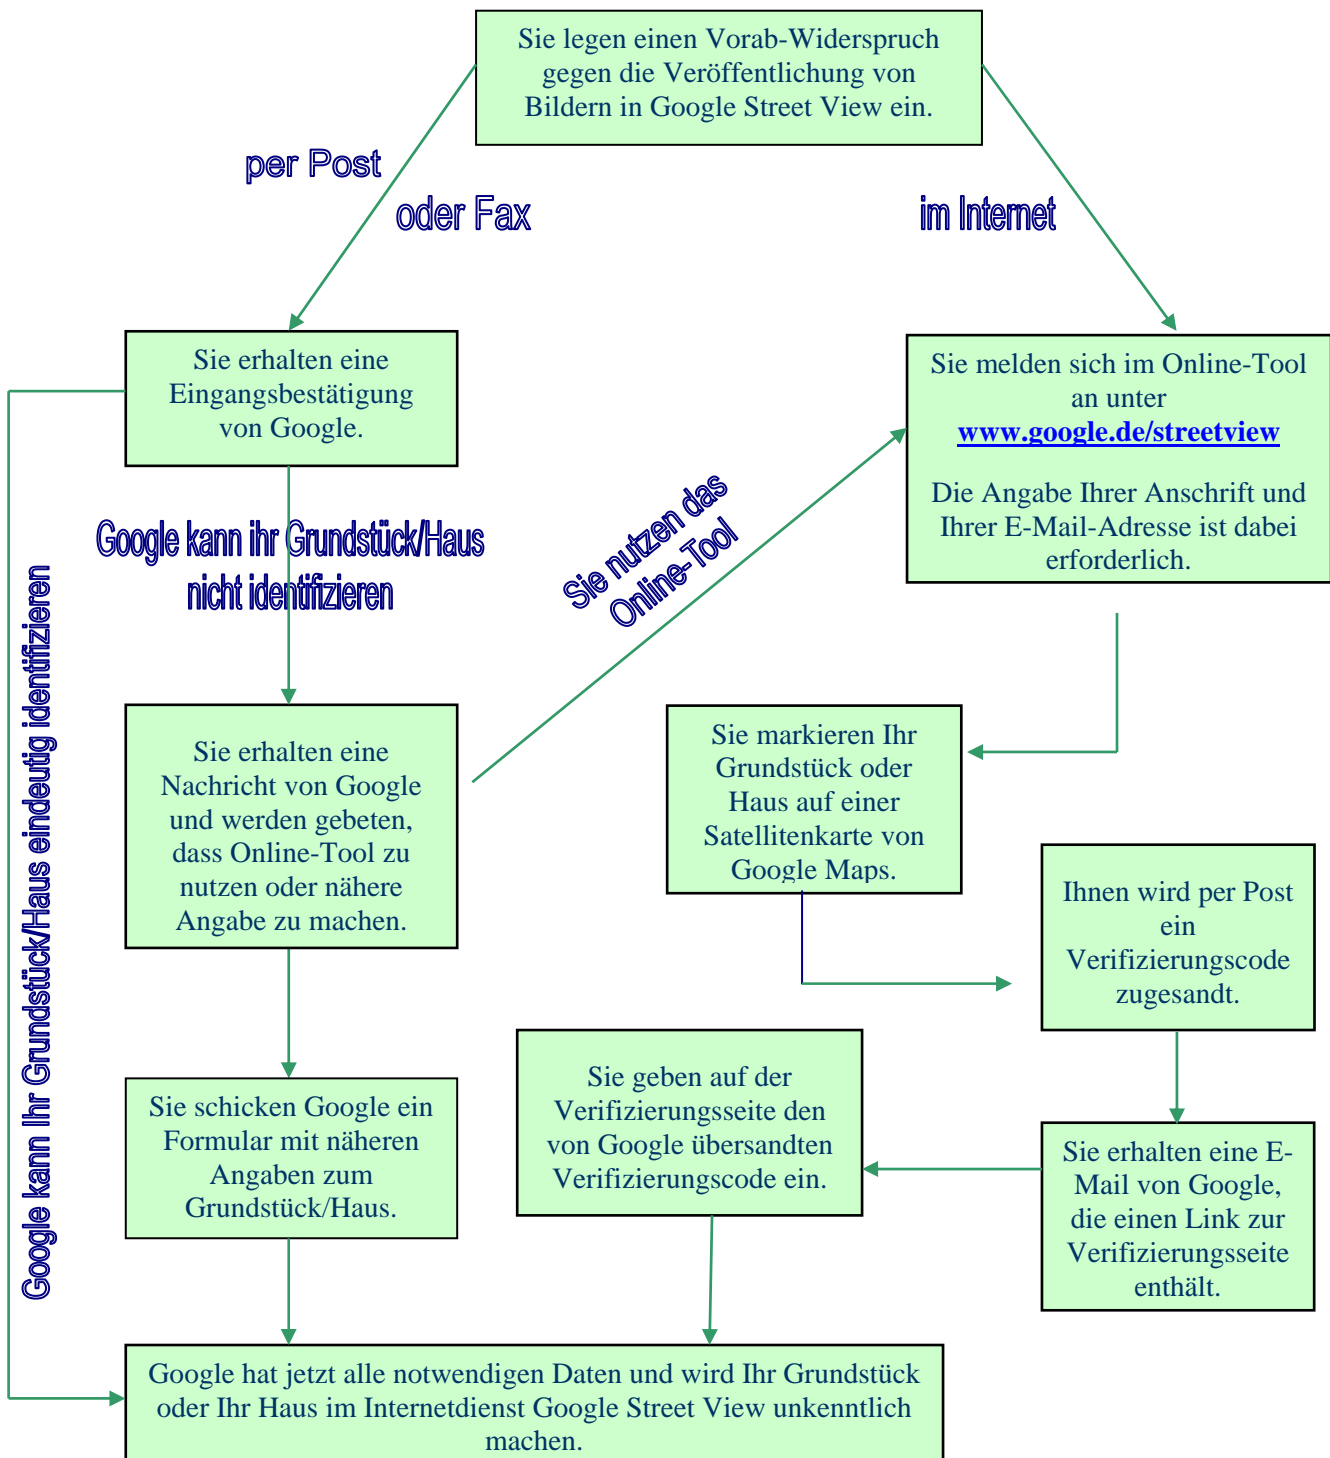 Sie legen einen Vorab-Widerspruch
gegen die Veröffentlichung von
Bildern in Google Street View ein.
per Post
oder Fax
im Internet
Sie erhalten eine
Eingangsbestätigung
von Google.
Sie melden sich im Online-Tool
an unter
www.google.de/streetview
Die Angabe Ihrer Anschrift und
Ihrer E-Mail-Adresse ist dabei
erforderlich.
Google kann ihr Grundstück/Haus
nicht identifizieren
Sie nutzen das
Online-Tool
Google kann Ihr Grundstück/Haus eindeutig identifizieren
Sie erhalten eine
Nachricht von Google
und werden gebeten,
dass Online-Tool zu
nutzen oder nähere
Angabe zu machen.
Sie markieren Ihr
Grundstück oder
Haus auf einer
Satellitenkarte von
Google Maps.
Ihnen wird per Post
ein
Verifizierungscode
zugesandt.
Sie schicken Google ein
Formular mit näheren
Angaben zum
Grundstück/Haus.
Sie geben auf der
Verifizierungsseite den
von Google übersandten
Verifizierungscode ein.
Sie erhalten eine E-
Mail von Google,
die einen Link zur
Verifizierungsseite
enthält.
Google hat jetzt alle notwendigen Daten und wird Ihr Grundstück
oder Ihr Haus im Internetdienst Google Street View unkenntlich
machen.